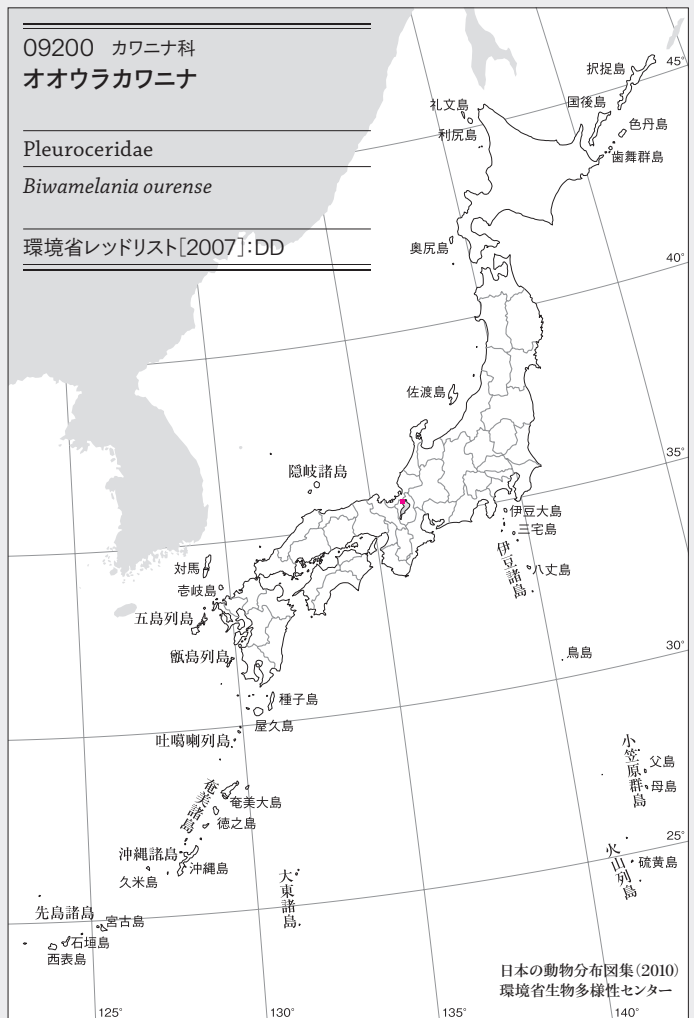 09200 カワニナ科
オオウラカワニナ
Pleuroceridae
Biwamelania ourense
環境省レッドリスト[2007]:DD
45°
択捉島
礼文島
国後島
色丹島
利尻島
歯舞群島
奥尻島
40°
佐渡島
35°
隠岐諸島
伊豆大島
三宅島
伊豆諸島
八丈島
対馬
壱岐島
五島列島
甑島列島
鳥島
30°
種子島
屋久島
吐噶喇列島
小笠原群島
父島
母島
奄美諸島
奄美大島
徳之島
25°
沖縄諸島
沖縄島
久米島
火山列島
硫黄島
大東諸島
先島諸島
宮古島
石垣島
西表島
日本の動物分布図集(2010)
環境省生物多様性センター
125°
130°
135°
140°